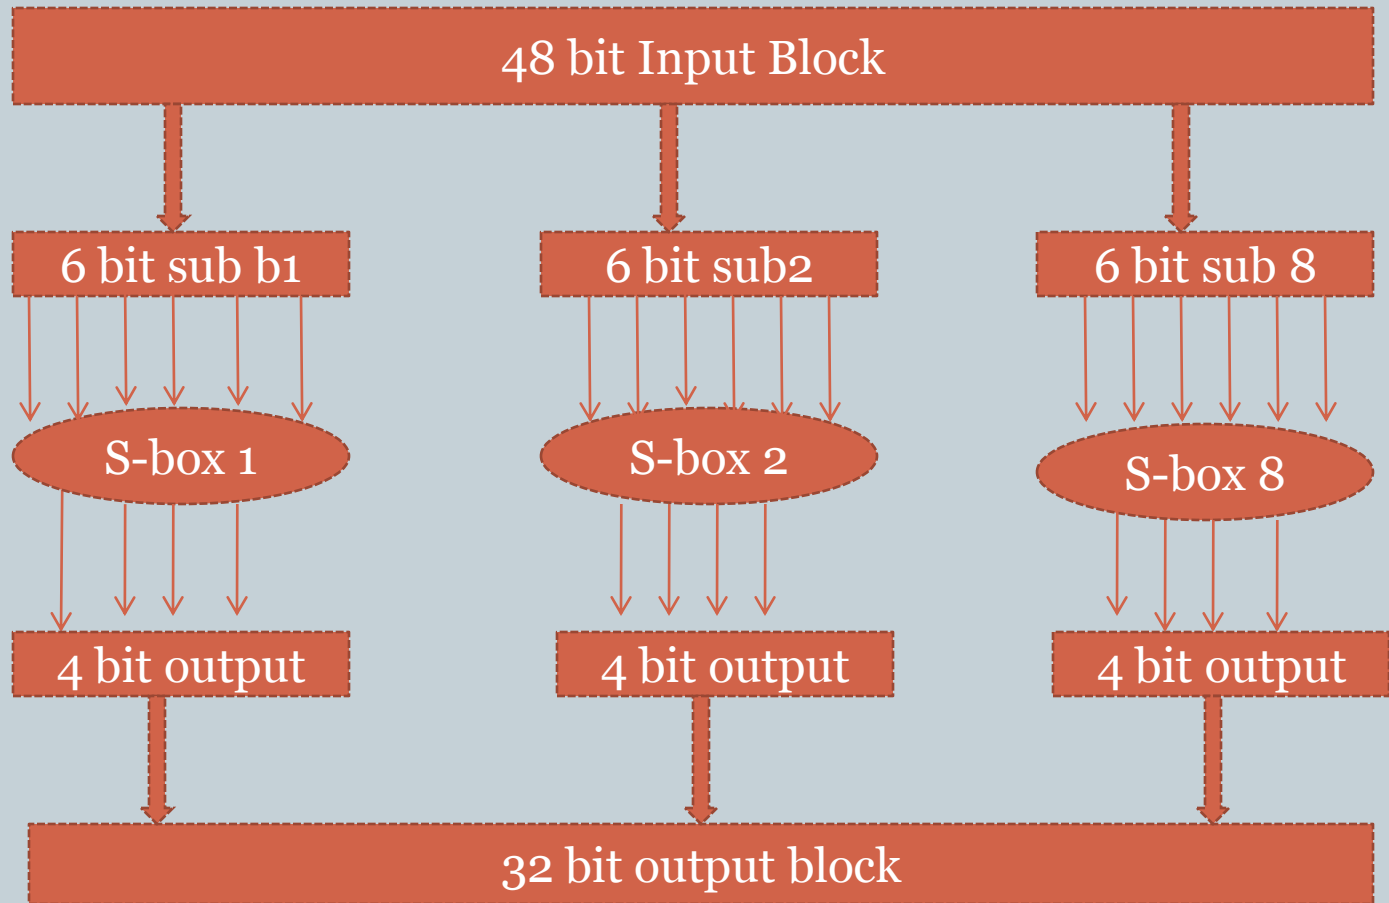 48 bit Input Block
6 bit sub b1
6 bit sub2
6 bit sub 8
S-box 1
S-box 2
S-box 8
4 bit output
4 bit output
4 bit output
32 bit output block